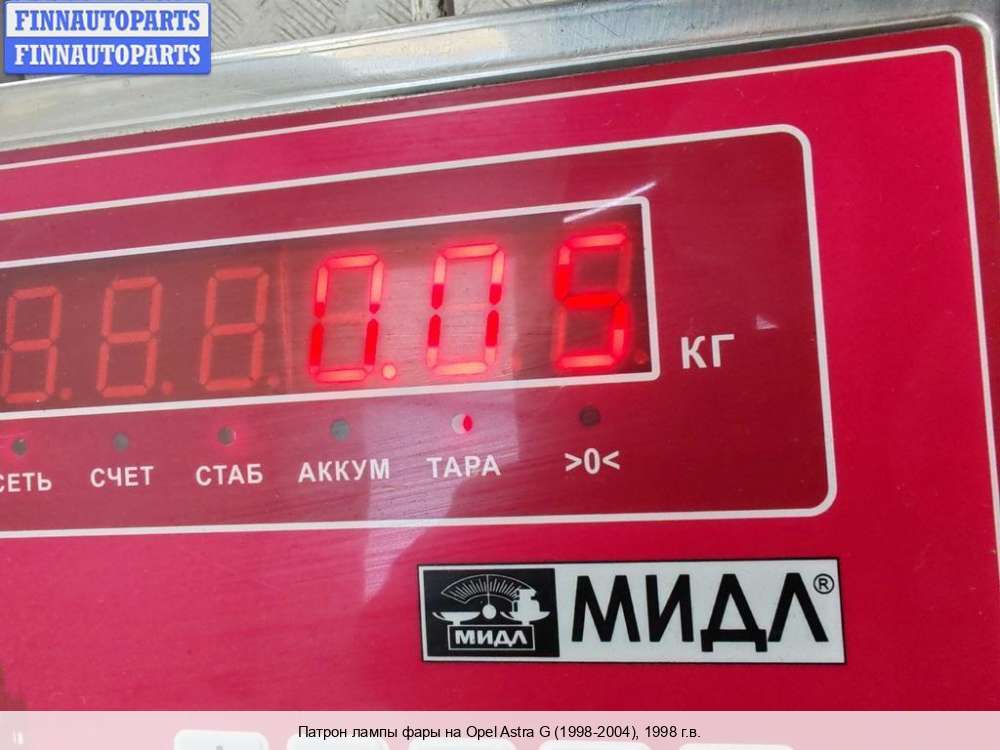 FINNAUTOPARTS
FINNAUTOPARTS
0.05
КГ
СЕТЬ СЧЕТ СТАБ АККУМ ТАРА >0<
МИДЛ МИДЛ®
Патрон лампы фары на Opel Astra G (1998-2004), 1998 г.в.